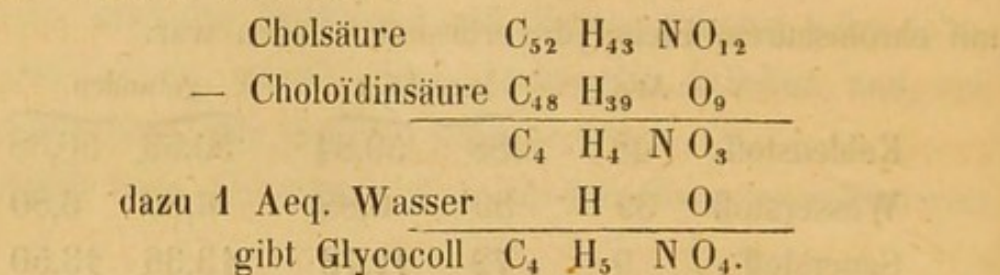 Cholsäure C₅₂ H₄₃ N O₁₂
— Choloïdinsäure C₄₈ H₃₉ O₉
C₄ H₄ N O₃
dazu 1 Aeq. Wasser H O
gibt Glycocoll C₄ H₅ N O₄.